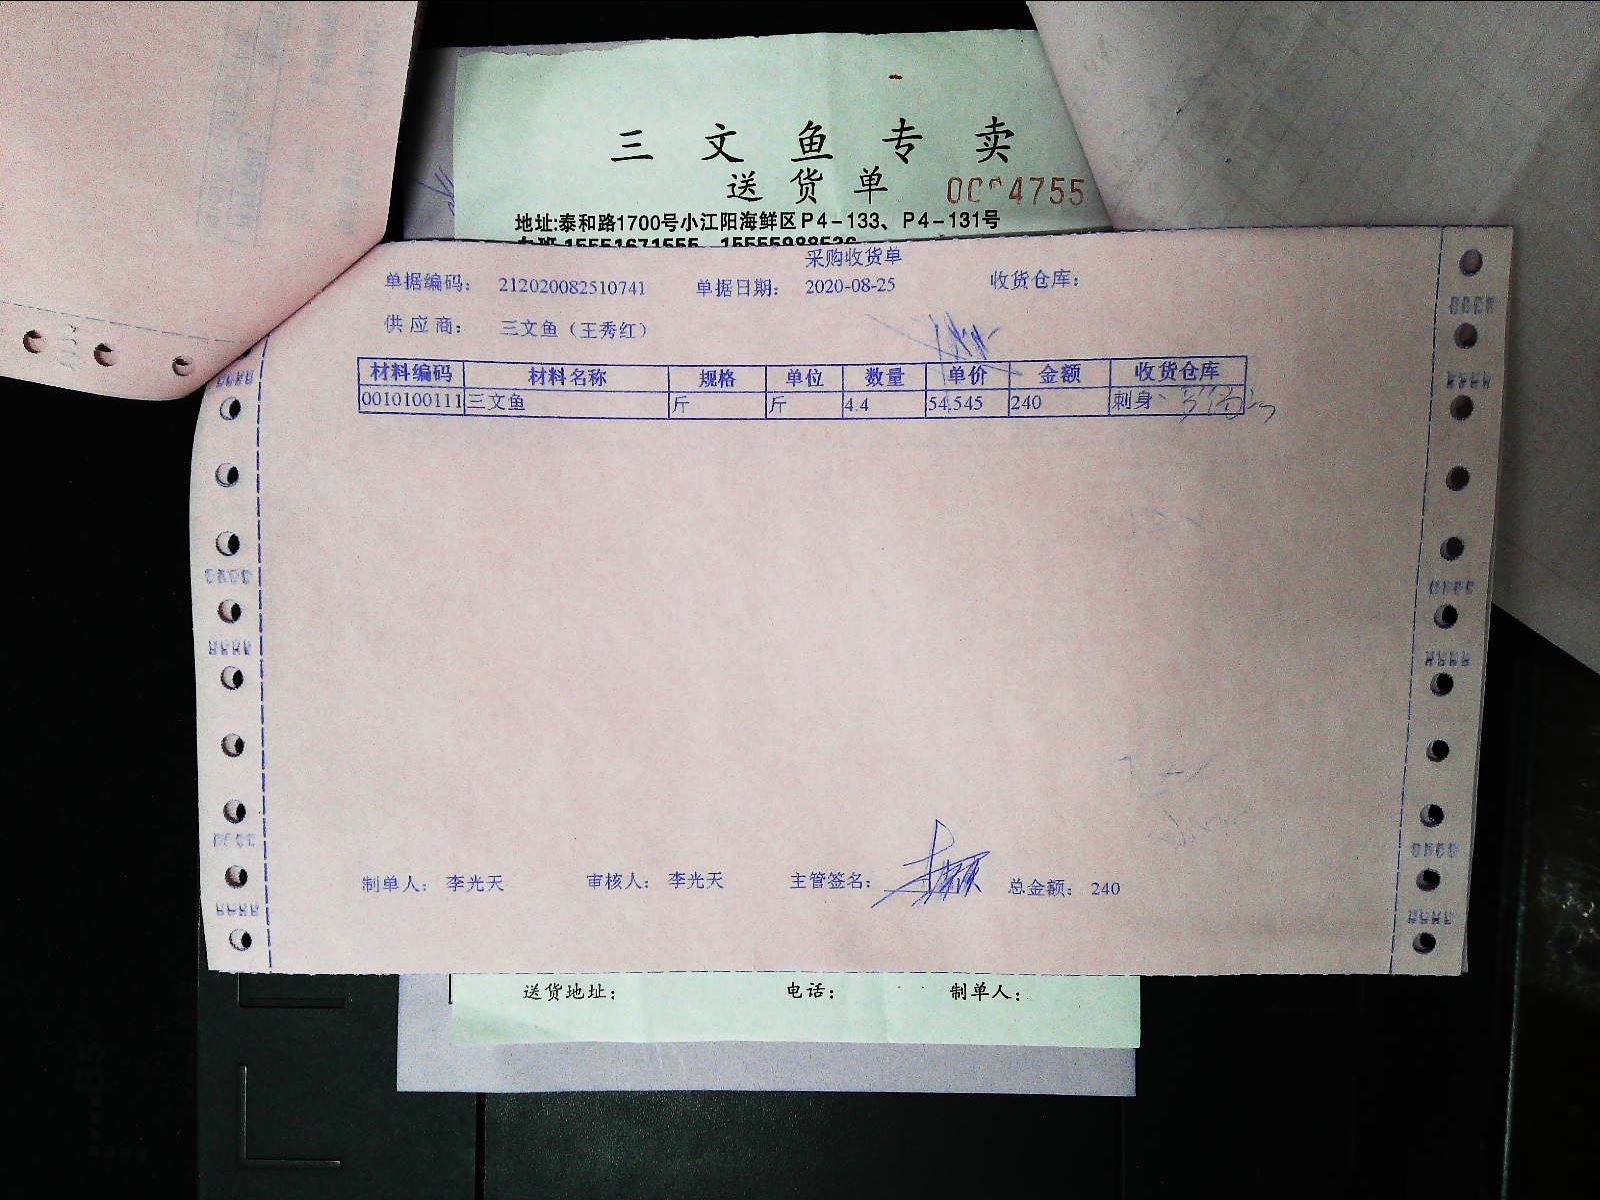 三文鱼专卖
送货单
4755
地址:泰和路1700号小江阳海鲜区P4-133、P4-131号
采购收货单
单据编码: 212020082510741 单据日期: 2020-08-25 收货仓库:
供应商: 三文鱼(王秀红)
材料编码 材料名称 规格 单位 数量 单价 金额 收货仓库
0010100111 三文鱼 斤 斤 4.4 54.545 240 刺身
制单人: 李光天 审核人: 李光天 主管签名: 总金额: 240
送货地址: 电话: 制单人: